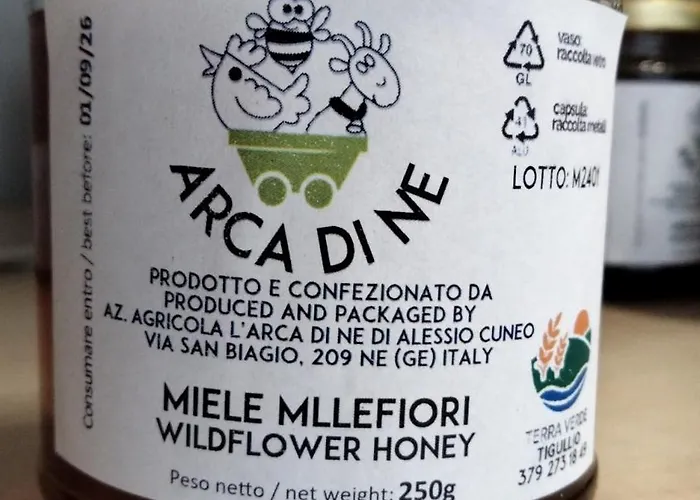 Consumare entro / best before: 01/09/26
70
GL
vaso:
raccolta vetro
41
ALU
capsula:
raccolta metalli
LOTTO: M2401
ARCA DI NE
PRODOTTO E CONFEZIONATO DA
PRODUCED AND PACKAGED BY
AZ. AGRICOLA L'ARCA DI NE DI ALESSIO CUNEO
VIA SAN BIAGIO, 209 NE (GE) ITALY
MIELE MLLEFIORI
WILDFLOWER HONEY
Peso netto / net weight: 250g
TERRA VERDE
TIGULLIO
379 273 18 49